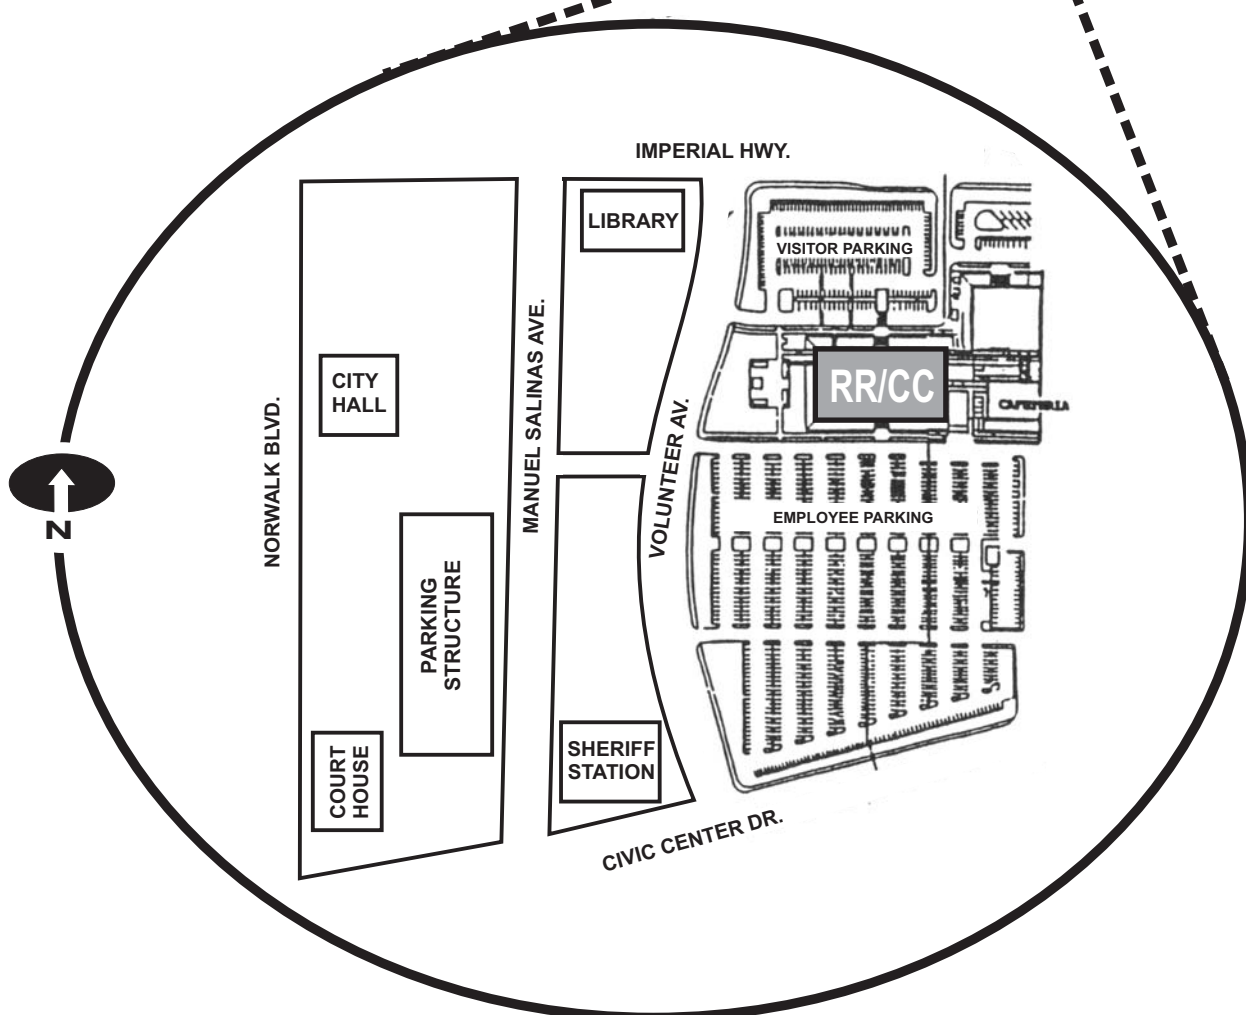 IMPERIAL HWY.
LIBRARY
VISITOR PARKING
MANUEL SALINAS AVE.
CITY
HALL
RR/CC
NORWALK BLVD.
VOLUNTEER AV.
CAFETERIA
N
EMPLOYEE PARKING
PARKING
STRUCTURE
COURT
HOUSE
SHERIFF
STATION
CIVIC CENTER DR.